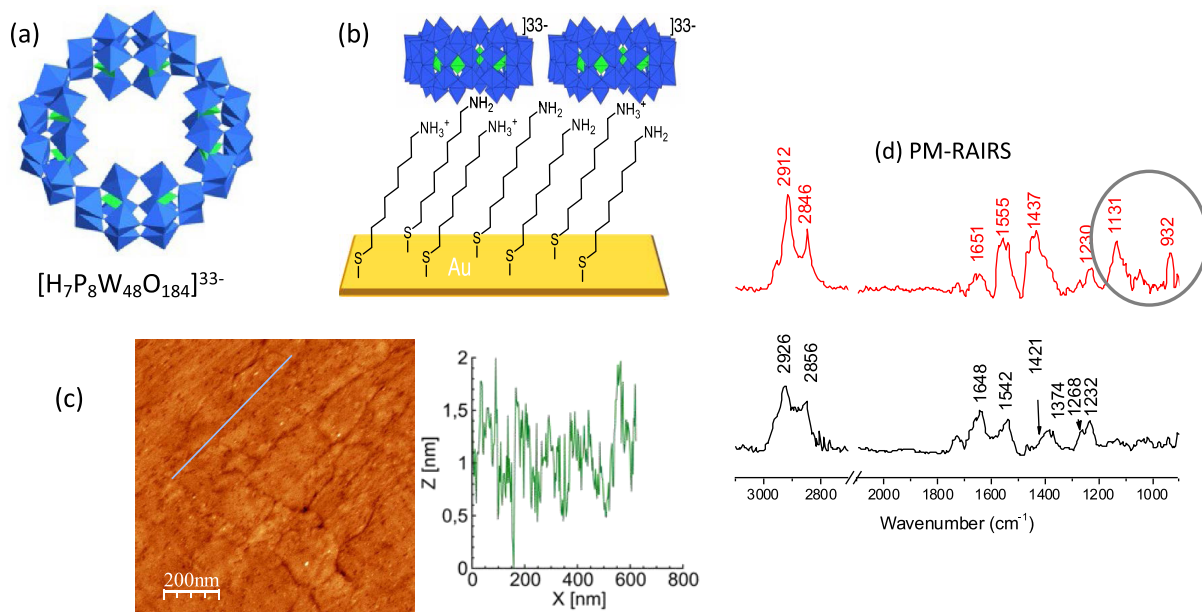 (a)
[H₇P₈W₄₈O₁₈₄]³³⁻
(b)
]33-
]33-
NH₃⁺
NH₂
NH₃⁺
NH₂
NH₂
NH₃⁺
NH₂
S
S
S
S
S
S
S
Au
(c)
200nm
Z [nm]
2
1,5
1
0,5
0
0
200
400
600
800
X [nm]
(d) PM-RAIRS
2912
2846
1651
1555
1437
1230
1131
932
2926
2856
1648
1542
1421
1374
1268
1232
3000
2800
2000
1800
1600
1400
1200
1000
Wavenumber (cm⁻¹)